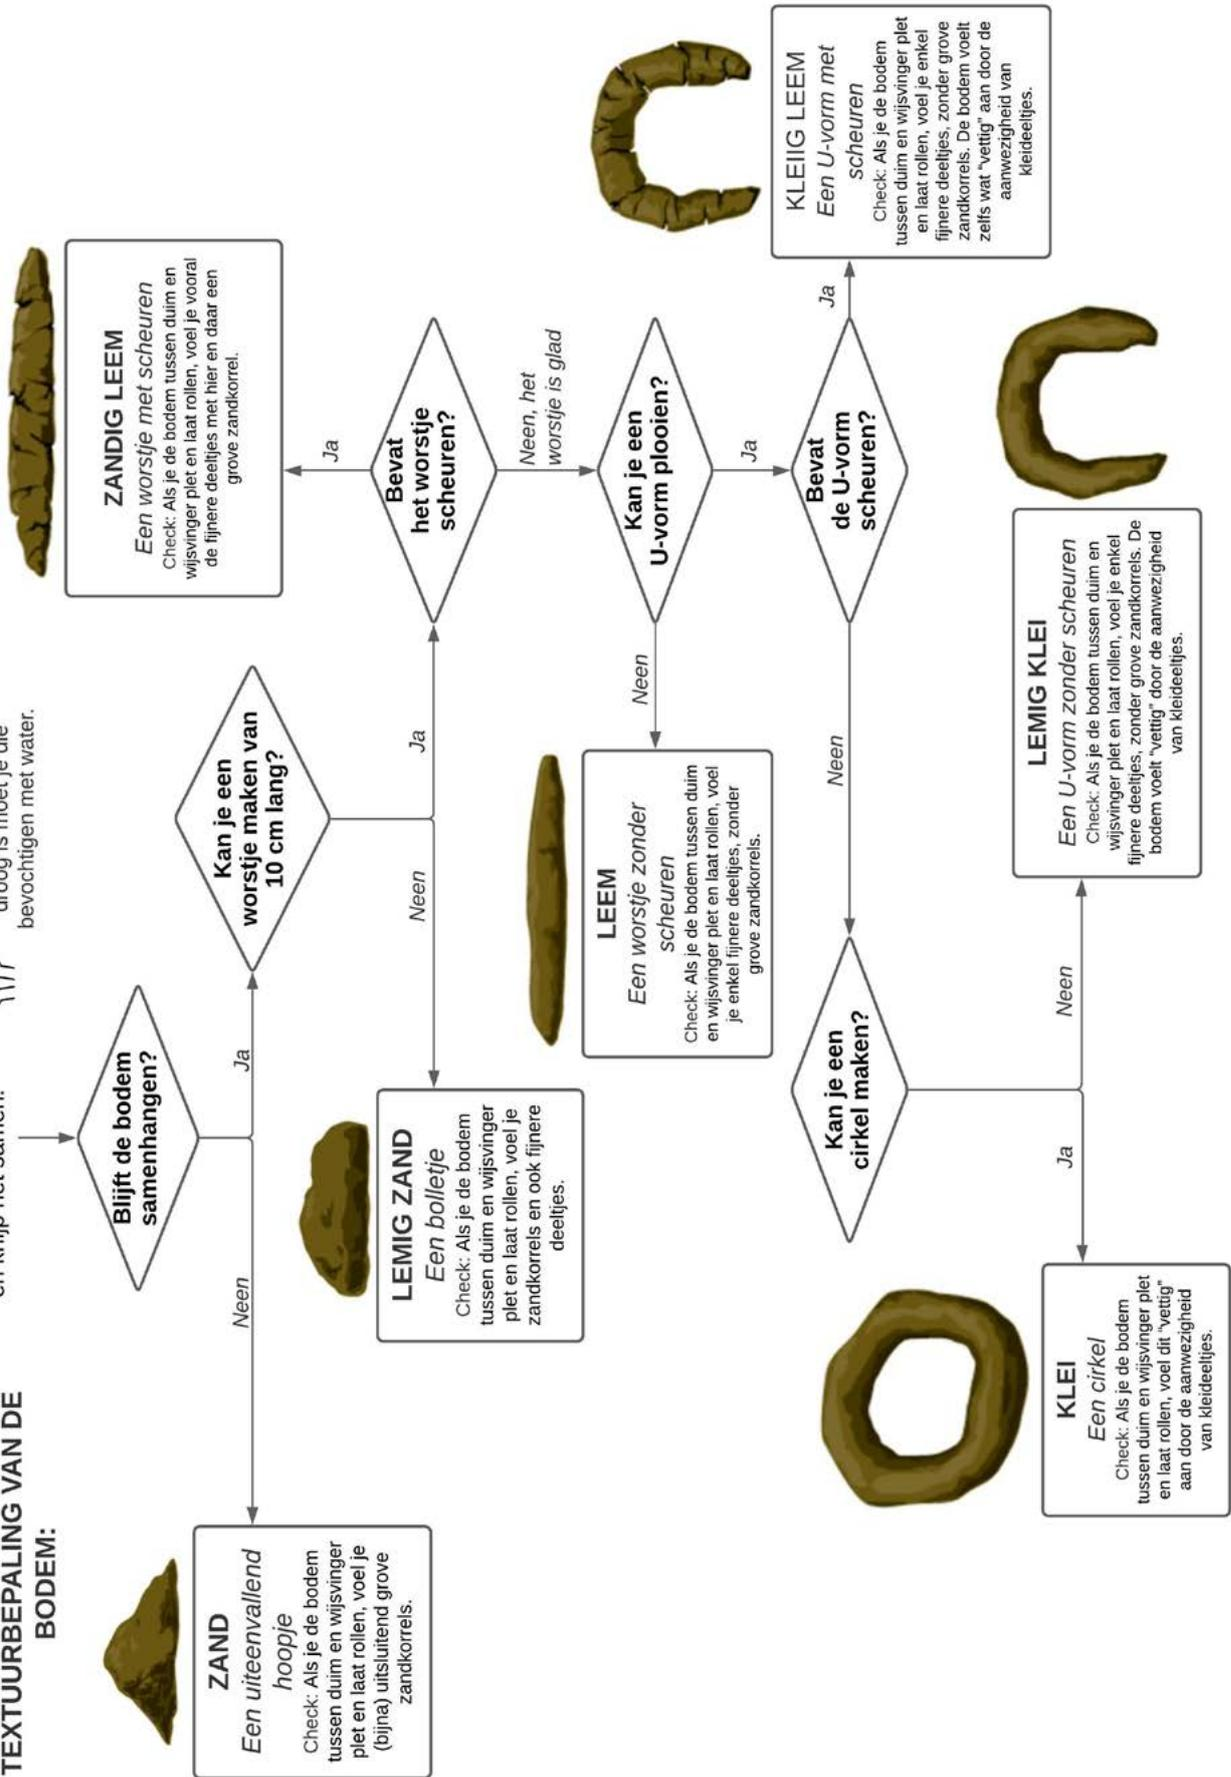 TEXTUURBEPALING VAN DE
BODEM:
en knijp het samen.
droog is moet je die
bevochtigen met water.
Blijft de bodem
samenhangen?
Neen
Ja
ZAND
Een uiteenvallend
hoopje
Check: Als je de bodem
tussen duim en wijsvinger
plet en laat rollen, voel je
(bijna) uitsluitend grove
zandkorrels.
Kan je een
worstje maken van
10 cm lang?
Neen
Ja
LEMIG ZAND
Een bolletje
Check: Als je de bodem
tussen duim en wijsvinger
plet en laat rollen, voel je
zandkorrels en ook fijnere
deeltjes.
Bevat
het worstje
scheuren?
Ja
ZANDIG LEEM
Een worstje met scheuren
Check: Als je de bodem tussen duim en
wijsvinger plet en laat rollen, voel je vooral
de fijnere deeltjes met hier en daar een
grove zandkorrel.
Neen, het
worstje is glad
Kan je een
U-vorm plooien?
Neen
Ja
LEEM
Een worstje zonder
scheuren
Check: Als je de bodem tussen duim
en wijsvinger plet en laat rollen, voel
je enkel fijnere deeltjes, zonder
grove zandkorrels.
Bevat
de U-vorm
scheuren?
Neen
Ja
KLEIIG LEEM
Een U-vorm met
scheuren
Check: Als je de bodem
tussen duim en wijsvinger plet
en laat rollen, voel je enkel
fijnere deeltjes, zonder grove
zandkorrels. De bodem voelt
zelfs wat "vettig" aan door de
aanwezigheid van
kleideeltjes.
Kan je een
cirkel maken?
Ja
Neen
KLEI
Een cirkel
Check: Als je de bodem
tussen duim en wijsvinger plet
en laat rollen, voel dit "vettig"
aan door de aanwezigheid
van kleideeltjes.
LEMIG KLEI
Een U-vorm zonder scheuren
Check: Als je de bodem tussen duim en
wijsvinger plet en laat rollen, voel je enkel
fijnere deeltjes, zonder grove zandkorrels. De
bodem voelt "vettig" door de aanwezigheid
van kleideeltjes.